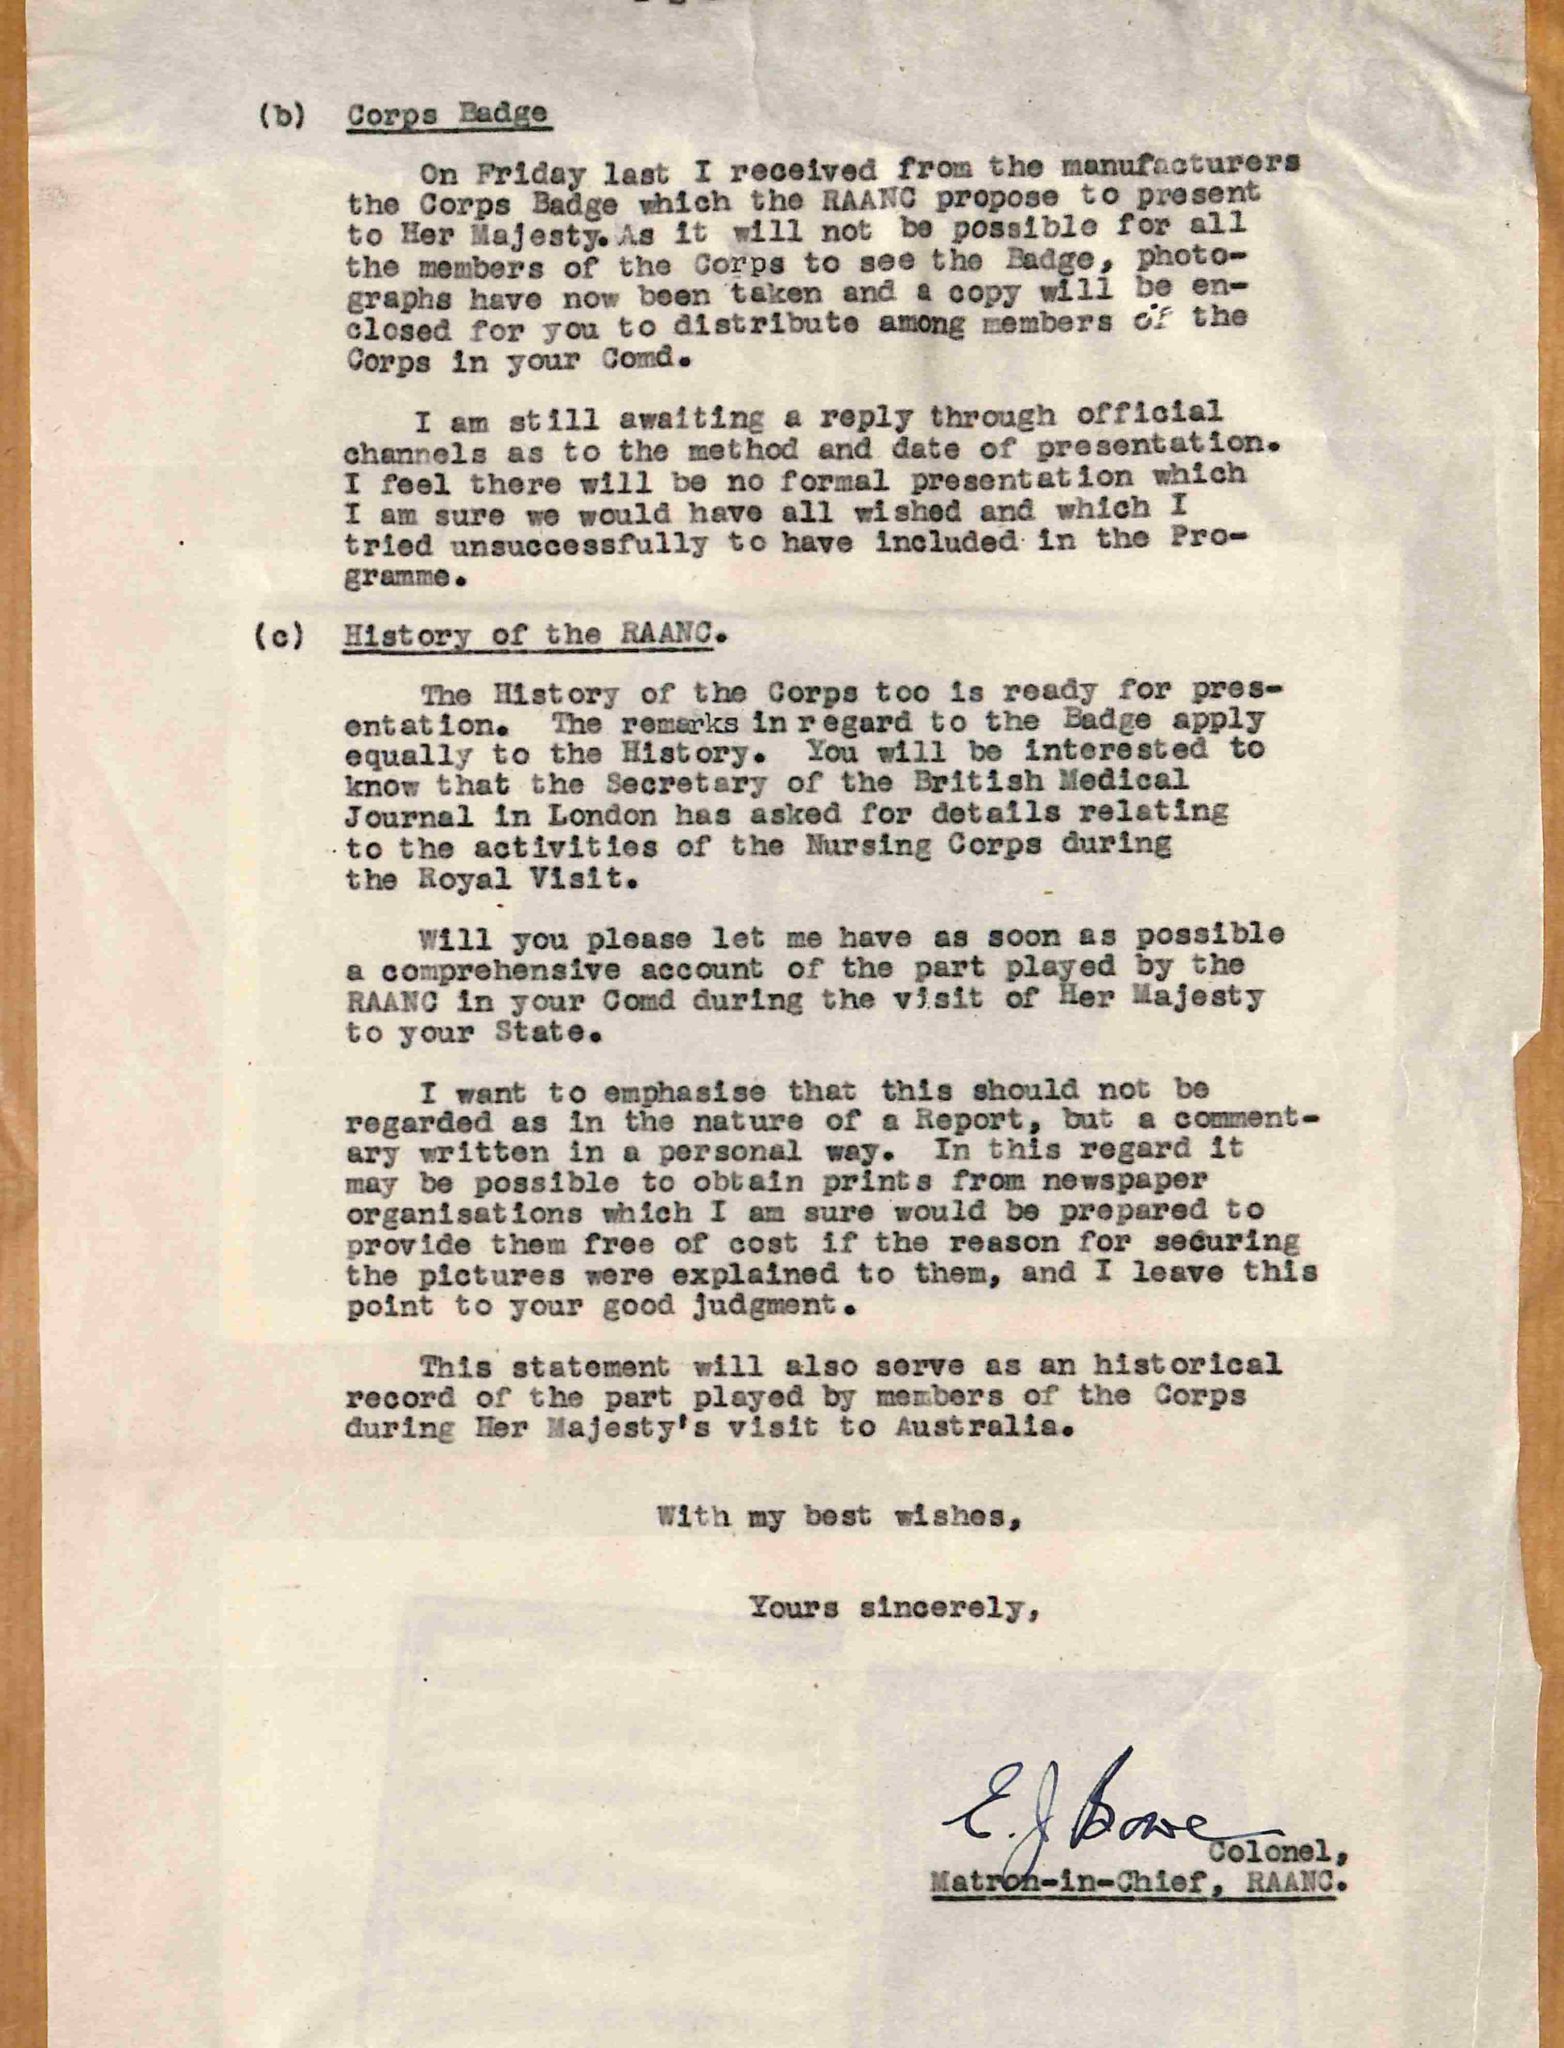 (b) Corps Badge
On Friday last I received from the manufacturers
the Corps Badge which the RAANC propose to present
to Her Majesty. As it will not be possible for all
the members of the Corps to see the Badge, photo-
graphs have now been taken and a copy will be en-
closed for you to distribute among members of the
Corps in your Comd.
I am still awaiting a reply through official
channels as to the method and date of presentation.
I feel there will be no formal presentation which
I am sure we would have all wished and which I
tried unsuccessfully to have included in the Pro-
gramme.
(c) History of the RAANC.
The History of the Corps too is ready for pres-
entation. The remarks in regard to the Badge apply
equally to the History. You will be interested to
know that the Secretary of the British Medical
Journal in London has asked for details relating
to the activities of the Nursing Corps during
the Royal Visit.
Will you please let me have as soon as possible
a comprehensive account of the part played by the
RAANC in your Comd during the visit of Her Majesty
to your State.
I want to emphasise that this should not be
regarded as in the nature of a Report, but a comment-
ary written in a personal way. In this regard it
may be possible to obtain prints from newspaper
organisations which I am sure would be prepared to
provide them free of cost if the reason for securing
the pictures were explained to them, and I leave this
point to your good judgment.
This statement will also serve as an historical
record of the part played by members of the Corps
during Her Majesty's visit to Australia.
With my best wishes,
Yours sincerely,
E. J. Bowe
Colonel,
Matron-in-Chief, RAANC.